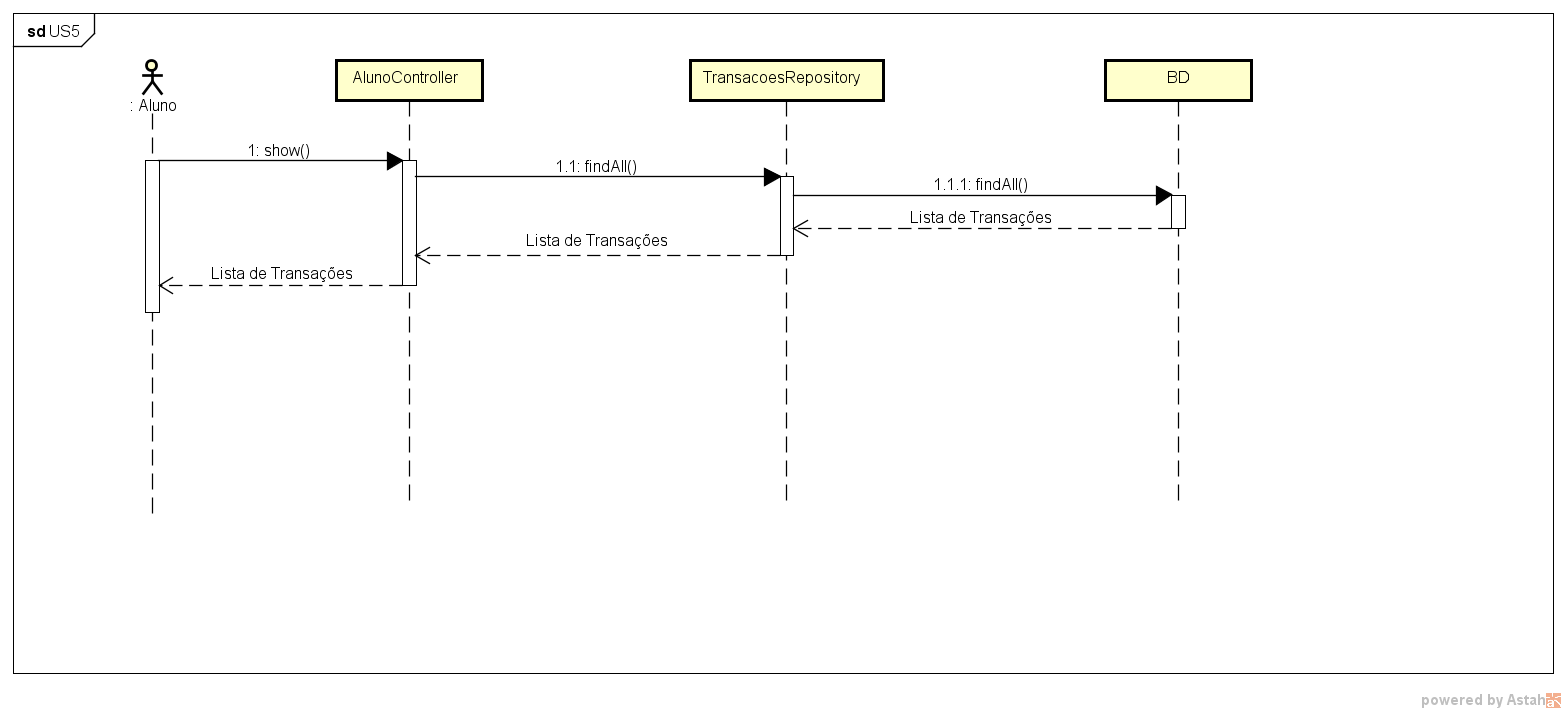 sd US5
: Aluno
AlunoController
TransacoesRepository
BD
1: show()
1.1: findAll()
1.1.1: findAll()
Lista de Transações
Lista de Transações
Lista de Transações
powered by Astah